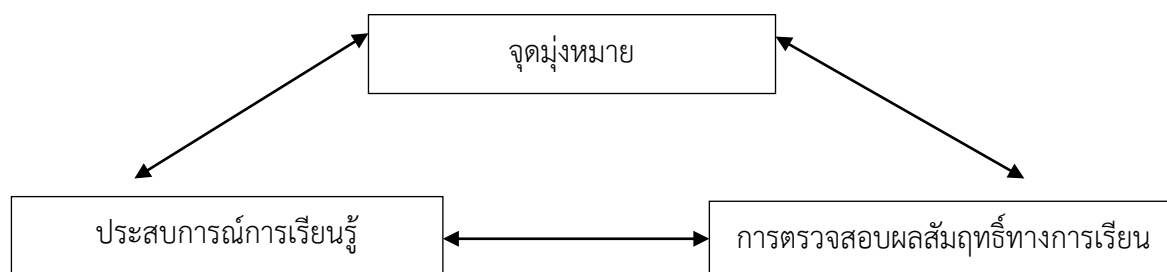 จุดมุ่งหมาย
ประสบการณ์การเรียนรู้
การตรวจสอบผลสัมฤทธิ์ทางการเรียน